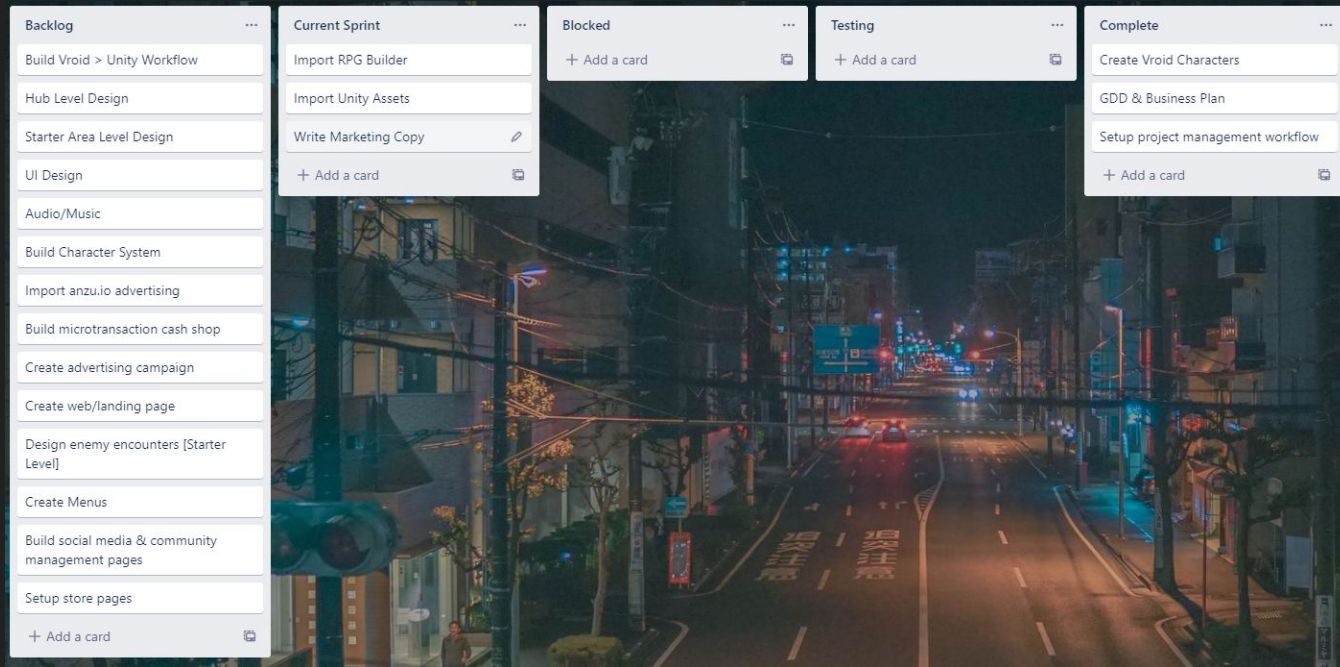 Backlog
Build Vroid > Unity Workflow
Hub Level Design
Starter Area Level Design
UI Design
Audio/Music
Build Character System
Import anzu.io advertising
Build microtransaction cash shop
Create advertising campaign
Create web/landing page
Design enemy encounters [Starter
Level]
Create Menus
Build social media & community
management pages
Setup store pages
+ Add a card
Current Sprint
Import RPG Builder
Import Unity Assets
Write Marketing Copy
+ Add a card
Blocked
+ Add a card
Testing
+ Add a card
Complete
Create Vroid Characters
GDD & Business Plan
Setup project management workflow
+ Add a card